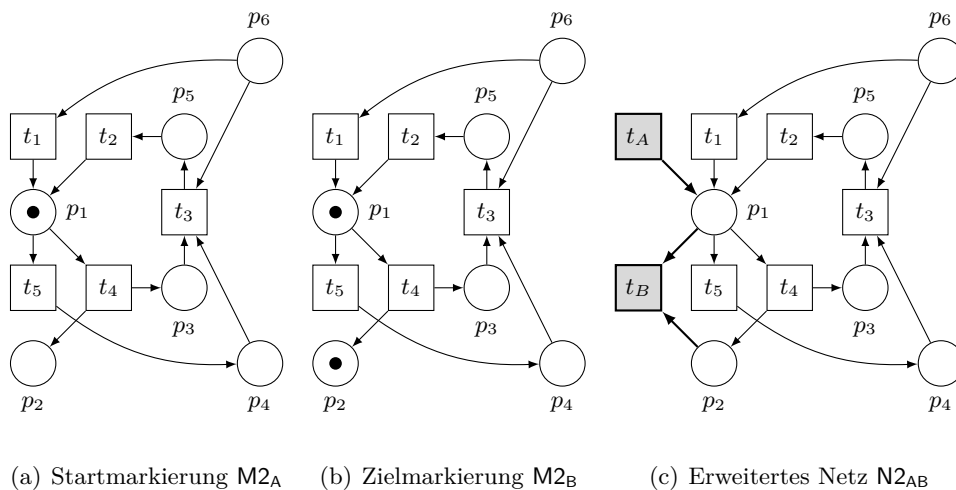 p6 p6 p6
p5 p5 p5
t1 t2 t1 t2 tA t1 t2
p1 t3 p1 t3 p1 t3
t5 t4 t5 t4 tB t5 t4
p3 p3 p3
p2 p4 p2 p4 p2 p4
(a) Startmarkierung M2A (b) Zielmarkierung M2B (c) Erweitertes Netz N2AB